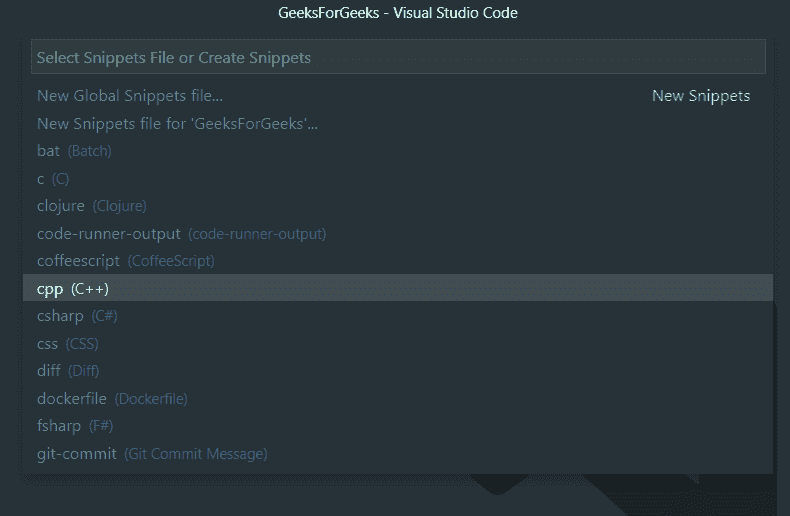 GeeksForGeeks - Visual Studio Code
Select Snippets File or Create Snippets
New Global Snippets file... New Snippets
New Snippets file for 'GeeksForGeeks'...
bat (Batch)
c (C)
clojure (Clojure)
code-runner-output (code-runner-output)
coffeescript (CoffeeScript)
cpp (C++)
csharp (C#)
css (CSS)
diff (Diff)
dockerfile (Dockerfile)
fsharp (F#)
git-commit (Git Commit Message)